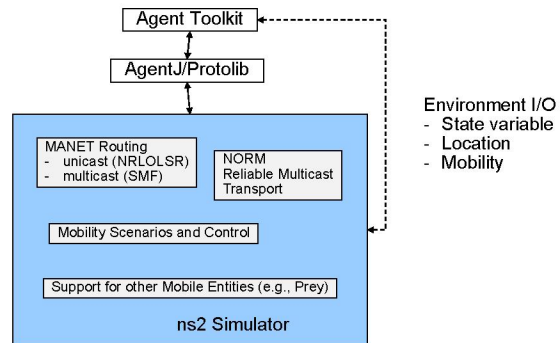 Agent Toolkit
AgentJ/Protolib
Environment I/O
- State variable
- Location
- Mobility
MANET Routing
- unicast (NRLOLSR)
- multicast (SMF)
NORM
Reliable Multicast
Transport
Mobility Scenarios and Control
Support for other Mobile Entities (e.g., Prey)
ns2 Simulator